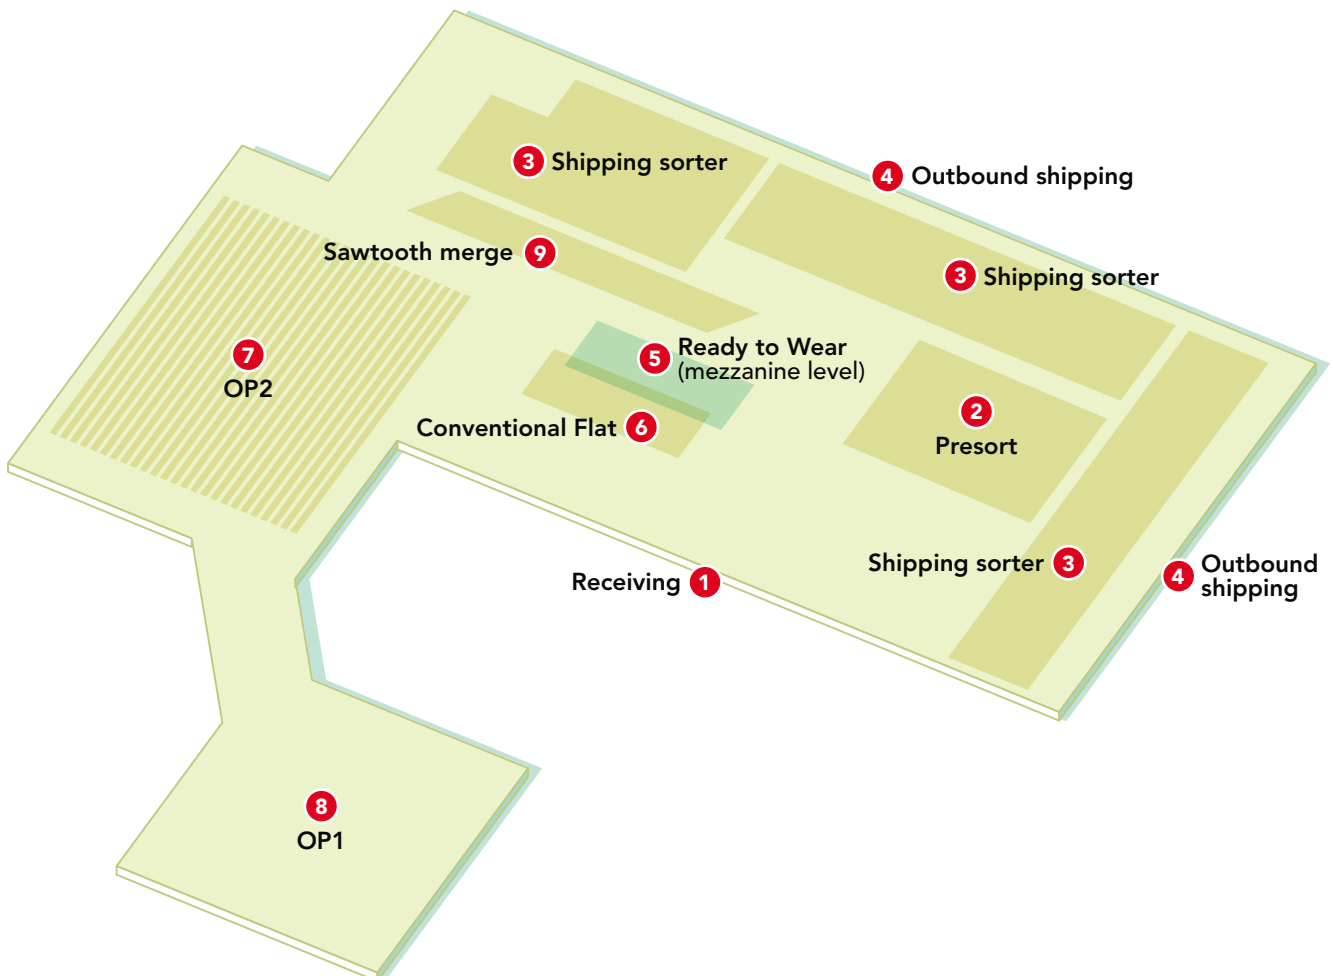 3 Shipping sorter
4 Outbound shipping
Sawtooth merge 9
3 Shipping sorter
7
OP2
5 Ready to Wear
(mezzanine level)
Conventional Flat 6
2
Presort
Shipping sorter 3
4 Outbound
shipping
Receiving 1
8
OP1